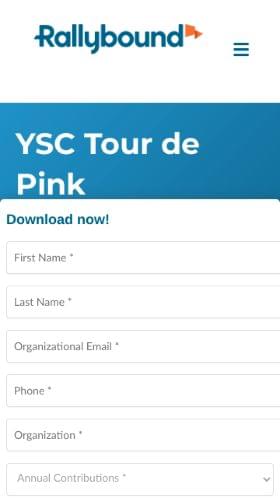 Rallybound
YSC Tour de
Pink
Download now!
First Name *
Last Name *
Organizational Email *
Phone *
Organization *
Annual Contributions *